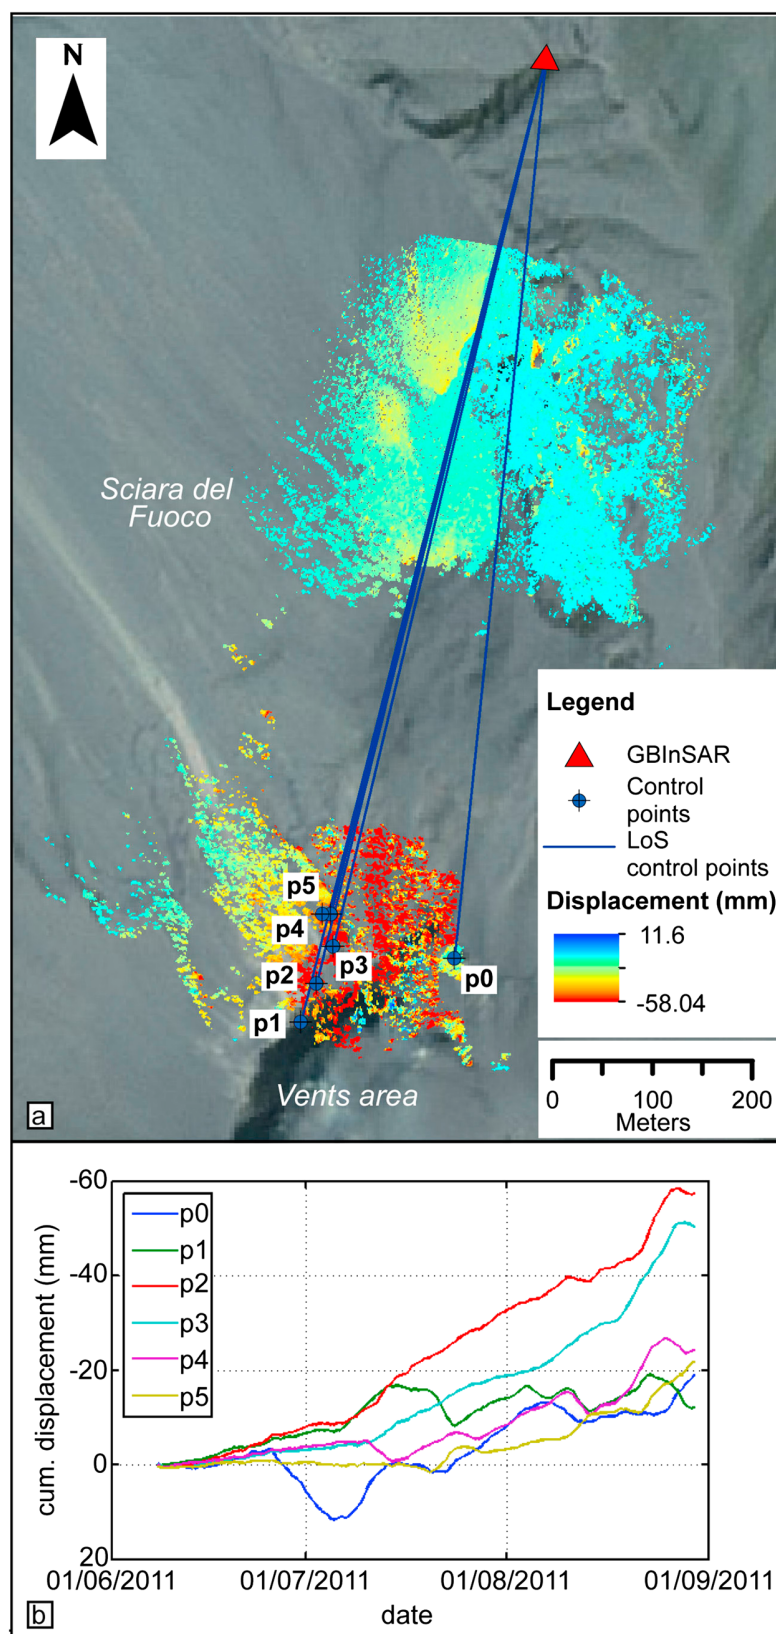 N
Sciara del
Fuoco
Legend
GBInSAR
Control
points
LoS
control points
Displacement (mm)
11.6
-58.04
p5
p4
p3
p2
p0
p1
Vents area
0 100 200
Meters
a
-60
-40
-20
0
20
cum. displacement (mm)
p0
p1
p2
p3
p4
p5
01/06/2011 01/07/2011 01/08/2011 01/09/2011
date
b